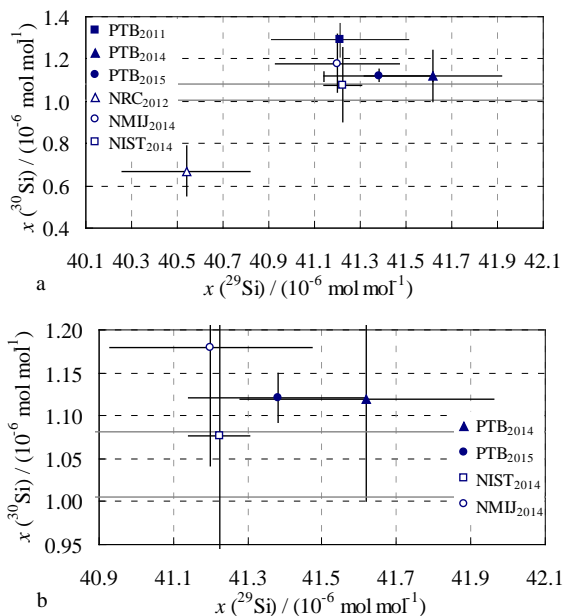 PTB2011
PTB2014
PTB2015
NRC2012
NMIJ2014
NIST2014
x (30Si) / (10-6 mol mol1)
1.4
1.2
1.0
0.8
0.6
0.4
40.1 40.3 40.5 40.7 40.9 41.1 41.3 41.5 41.7 41.9 42.1
x (29Si) / (10-6 mol mol-1)
a
x (30Si) / (10-6 mol mol1)
1.20
1.15
1.10
1.05
1.00
0.95
PTB2014
PTB2015
NIST2014
NMIJ2014
40.9 41.1 41.3 41.5 41.7 41.9 42.1
x (29Si) / (10-6 mol mol-1)
b